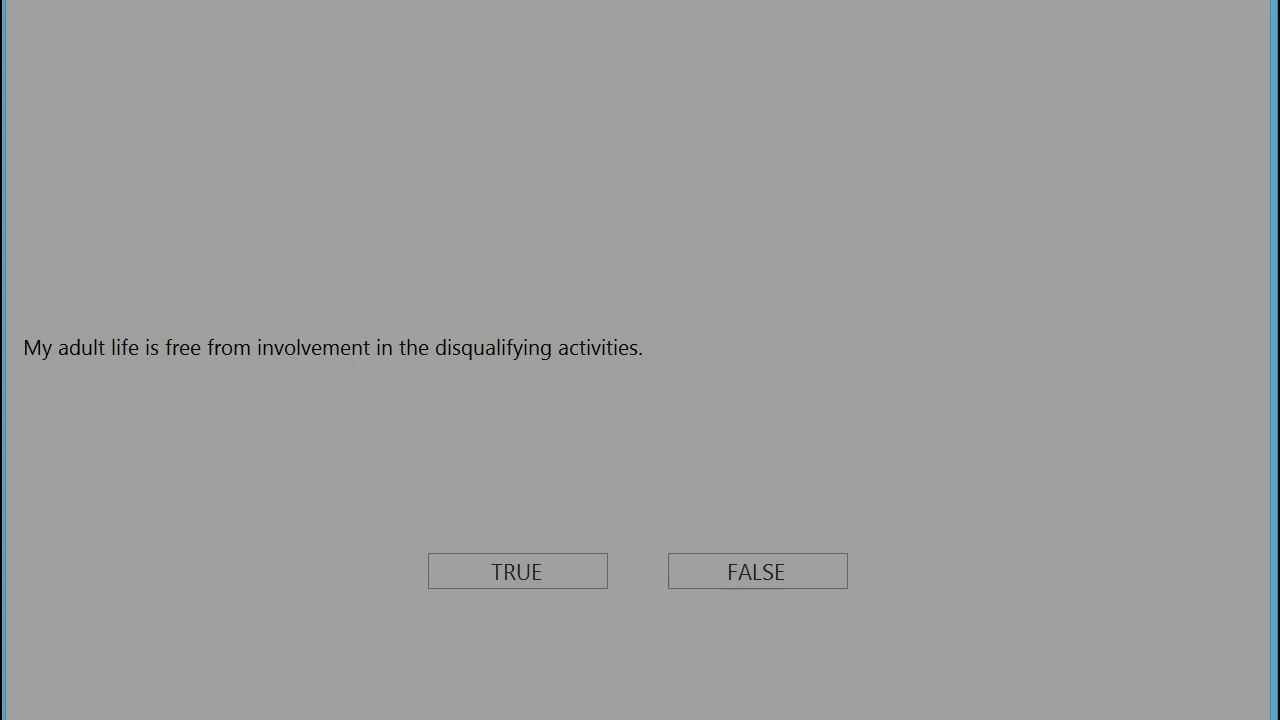 My adult life is free from involvement in the disqualifying activities.
TRUE
FALSE